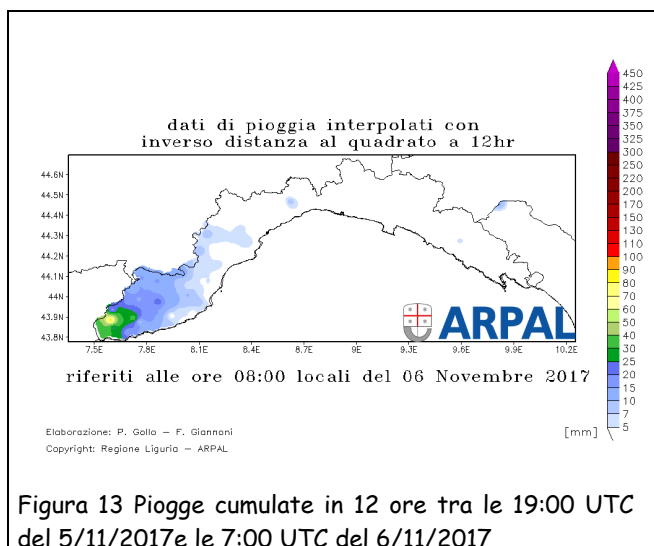 dati di pioggia interpolati con
inverso distanza al quadrato a 12hr
44.6N
44.5N
44.4N
44.3N
44.2N
44.1N
44N
43.9N
43.8N
7.5E 7.8E 8.1E 8.4E 8.7E 9E 9.3E 9.6E 9.9E 10.2E
ARPAL
riferiti alle ore 08:00 locali del 06 Novembre 2017
450
425
400
375
350
325
300
250
220
200
170
150
130
110
100
90
80
70
60
50
40
30
25
20
15
10
7
5
[mm]
Elaborazione: P. Gollo – F. Giannoni
Copyright: Regione Liguria – ARPAL
Figura 13 Piogge cumulate in 12 ore tra le 19:00 UTC
del 5/11/2017e le 7:00 UTC del 6/11/2017